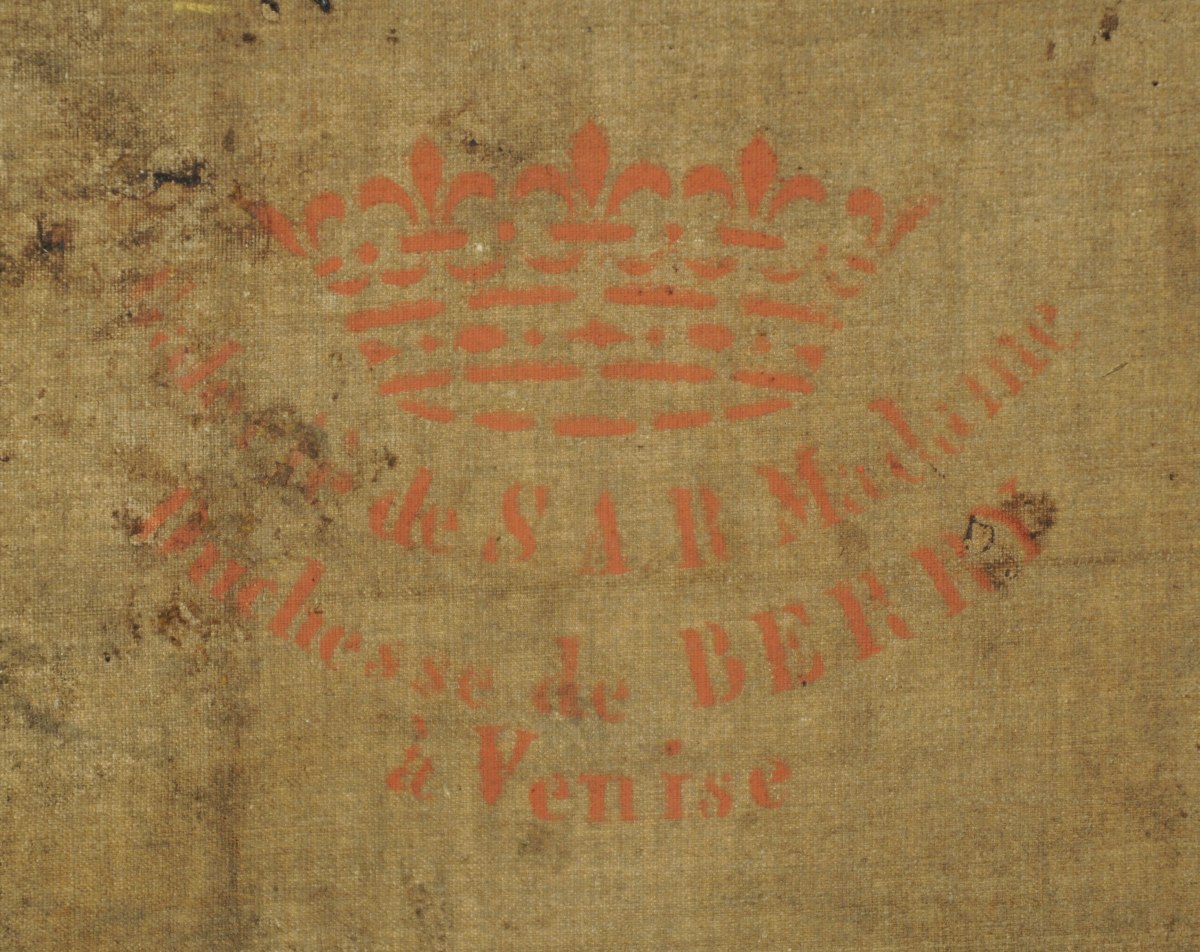 de S A R Madame
Duchesse de BERRY
à Venise